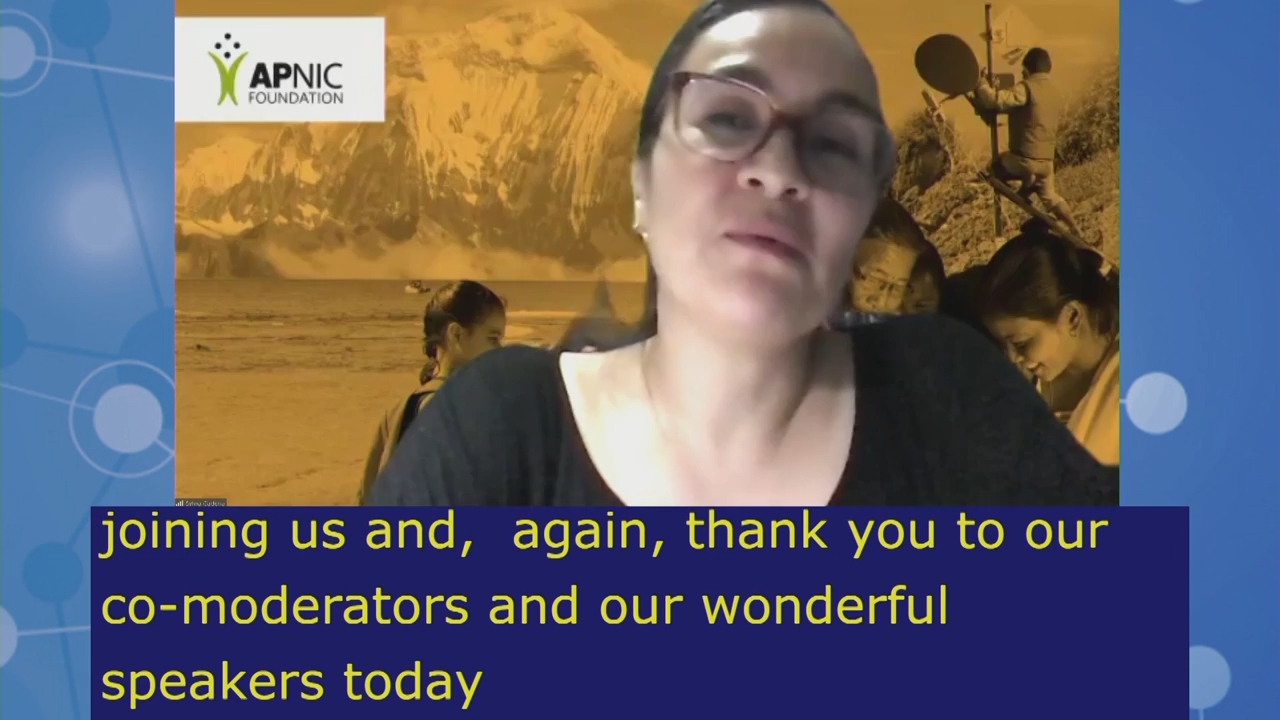 APNIC
FOUNDATION
joining us and,  again, thank you to our
co-moderators and our wonderful
speakers today